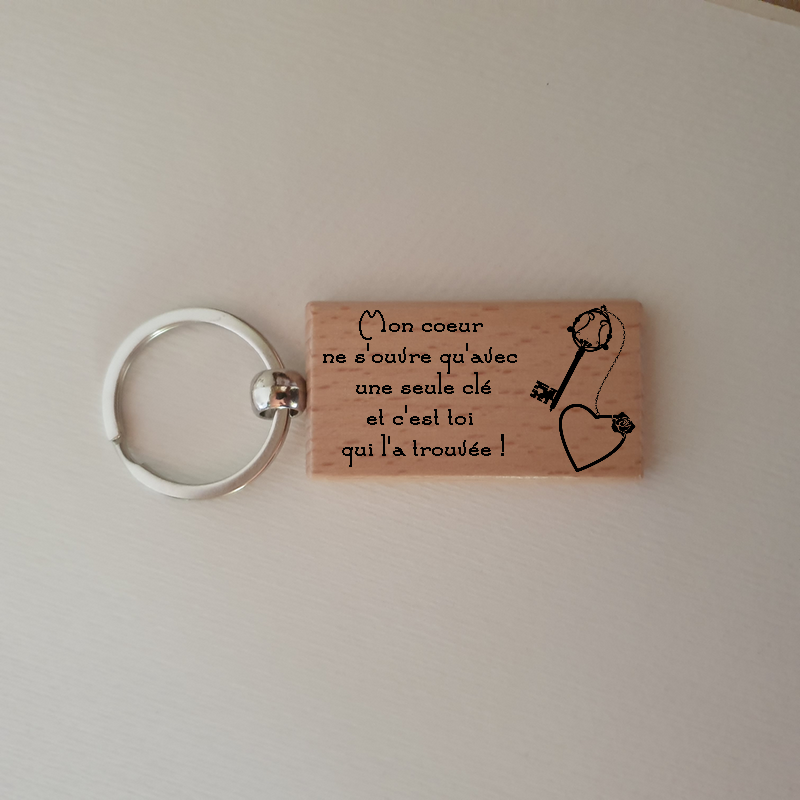 Mon coeur
ne s'ouvre qu'avec
une seule clé
et c'est toi
qui l'a trouvée !